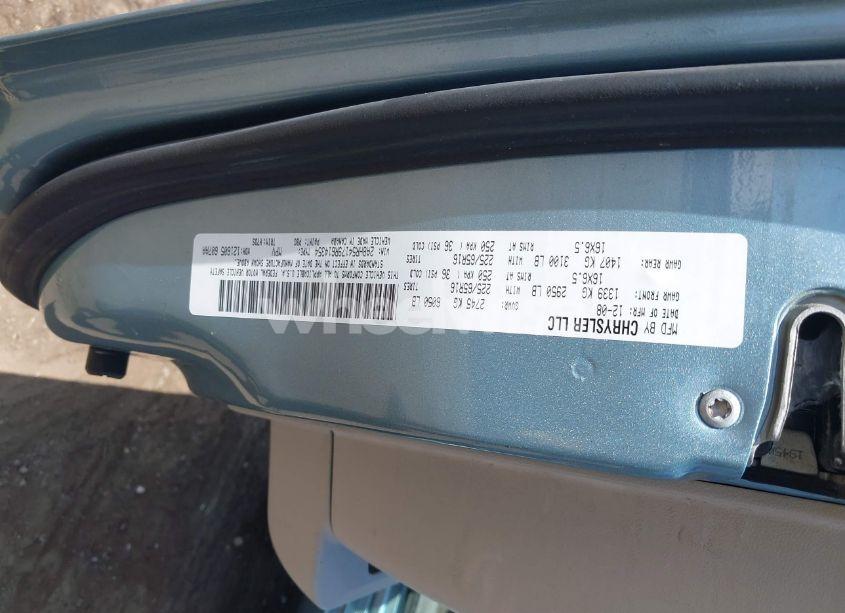 MFD BY CHRYSLER LLC
DATE OF MFR: 12-08 GVWR: 2745 KG 6050 LB
GAWR FRONT: 1339 KG 2950 LB WITH 225/65R16 TIRES
16X6.5 RIMS AT 250 KPA ( 36 PSI COLD
GAWR REAR: 1407 KG 3100 LB WITH 225/65R16 TIRES
16X6.5 RIMS AT 250 KPA ( 36 PSI COLD
THIS VEHICLE CONFORMS TO ALL APPLICABLE U.S.A. FEDERAL MOTOR VEHICLE SAFETY
STANDARDS IN EFFECT ON THE DATE OF MANUFACTURE SHOWN ABOVE.
VIN: TYPE: MPV MDH:
VEHICLE MADE IN CANADA PAINT: TRIM: